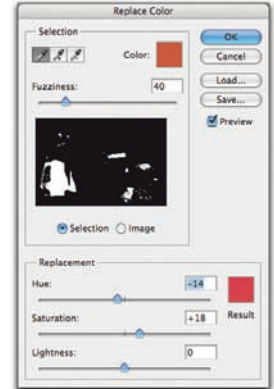 Replace Color
Selection
Color:
Fuzziness: 40
Selection Image
Replacement
Hue: -14
Saturation: +18 Result
Lightness: 0
OK
Cancel
Load...
Save...
Preview